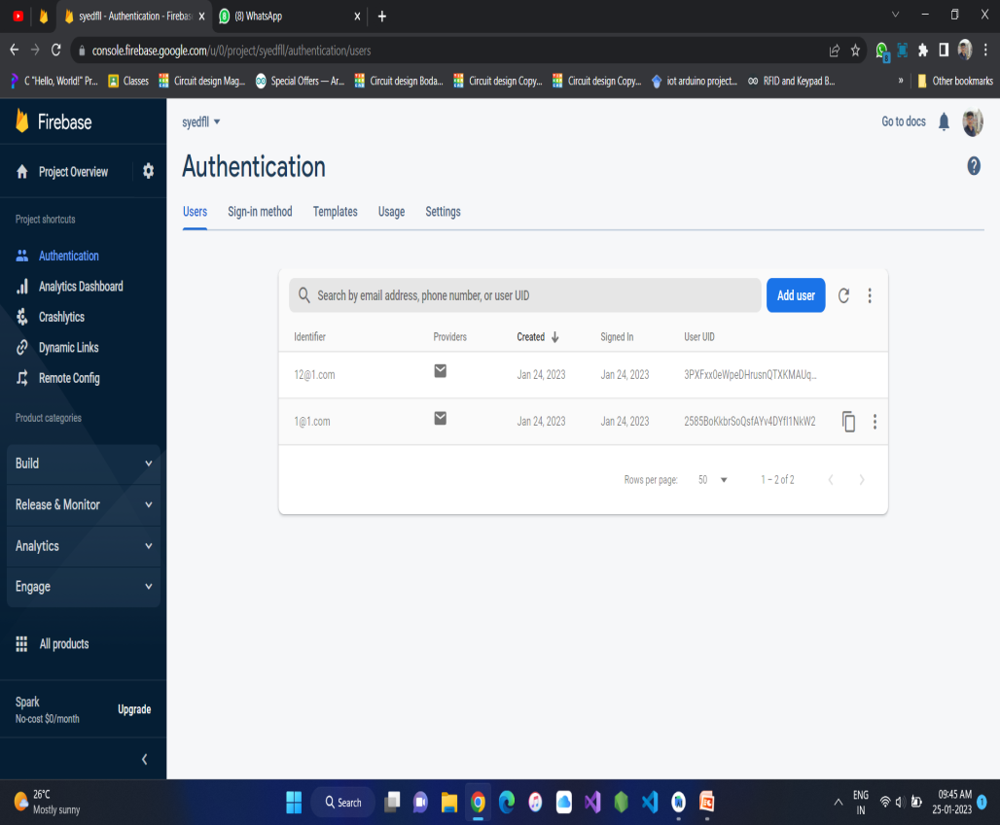 syedfll - Authentication - Firebas
(8) WhatsApp
console.firebase.google.com/u/0/project/syedfll/authentication/users
C "Hello, World!" Pr...
Classes
Circuit design Mag...
Special Offers — Ar...
Circuit design Boda...
Circuit design Copy...
Circuit design Copy...
iot arduino project...
RFID and Keypad B...
»
Other bookmarks
Firebase
syedfll
Go to docs
Project Overview
Authentication
Project shortcuts
Users
Sign-in method
Templates
Usage
Settings
Authentication
Analytics Dashboard
Crashlytics
Dynamic Links
Remote Config
Product categories
Build
Release & Monitor
Analytics
Engage
All products
Spark
No-cost $0/month
Upgrade
Search by email address, phone number, or user UID
Add user
Identifier
Providers
Created
Signed In
User UID
12@1.com
Jan 24, 2023
Jan 24, 2023
3PXFxx0eWpeDHrusnQTXKMAUq...
1@1.com
Jan 24, 2023
Jan 24, 2023
2585BoKkbrSoQsfAYv4DYfI1NkW2
Rows per page:
50
1 – 2 of 2
26°C
Mostly sunny
Search
ENG
IN
09:45 AM
25-01-2023
1